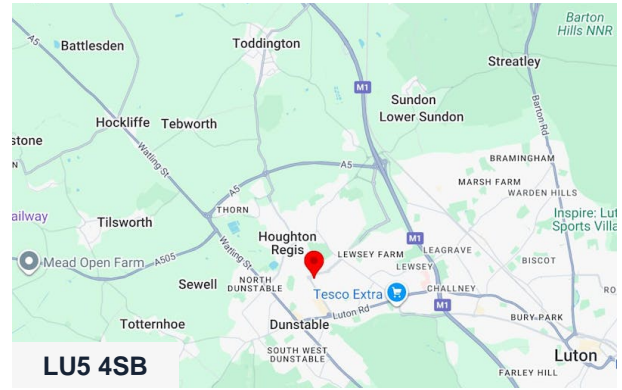 Barton
Hills NNR
A5
Battlesden
Toddington
Streatley
M1
Sundon
Lower Sundon
Barton Rd
Hockliffe
Tebworth
stone
Watling St
A5
BRAMINGHAM
MARSH FARM
WARDEN HILLS
A5
THORN
ailway
Tilsworth
Inspire: Lut
Sports Villa
Houghton
Regis
M1
LEAGRAVE
LEWSEY FARM
BISCOT
Mead Open Farm
A505
Watling St
LEWSEY
Sewell
NORTH
DUNSTABLE
Tesco Extra
CHALLNEY
RO
M1
Luton Rd
Totternhoe
Dunstable
BURY PARK
SOUTH WEST
DUNSTABLE
Luton
FARLEY HILL
LU5 4SB